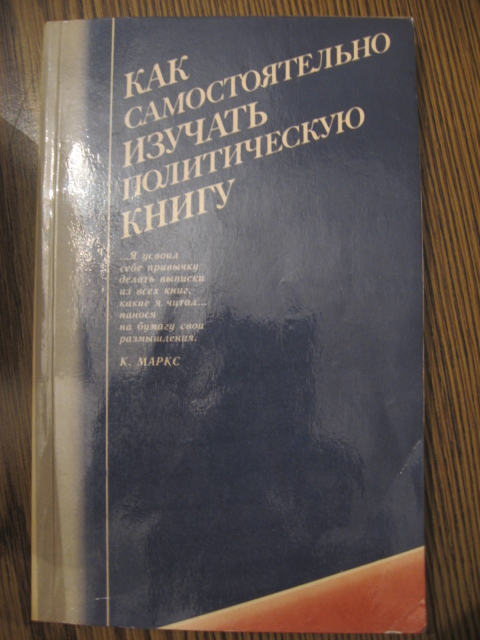 КАК
САМОСТОЯТЕЛЬНО
ИЗУЧАТЬ
ПОЛИТИЧЕСКУЮ
КНИГУ
...Я усвоил
себе привычку
делать выписки
из всех книг,
какие я читал...
нанося
на бумагу свои
размышления.
К. МАРКС